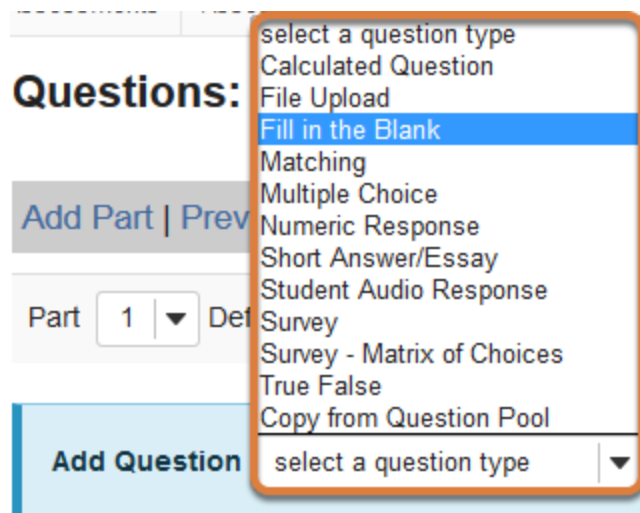 select a question type
Calculated Question
Questions:
File Upload
Fill in the Blank
Matching
Multiple Choice
Add Part | Prev
Numeric Response
Short Answer/Essay
Student Audio Response
Part 1 Def
Survey
Survey - Matrix of Choices
True False
Copy from Question Pool
Add Question select a question type